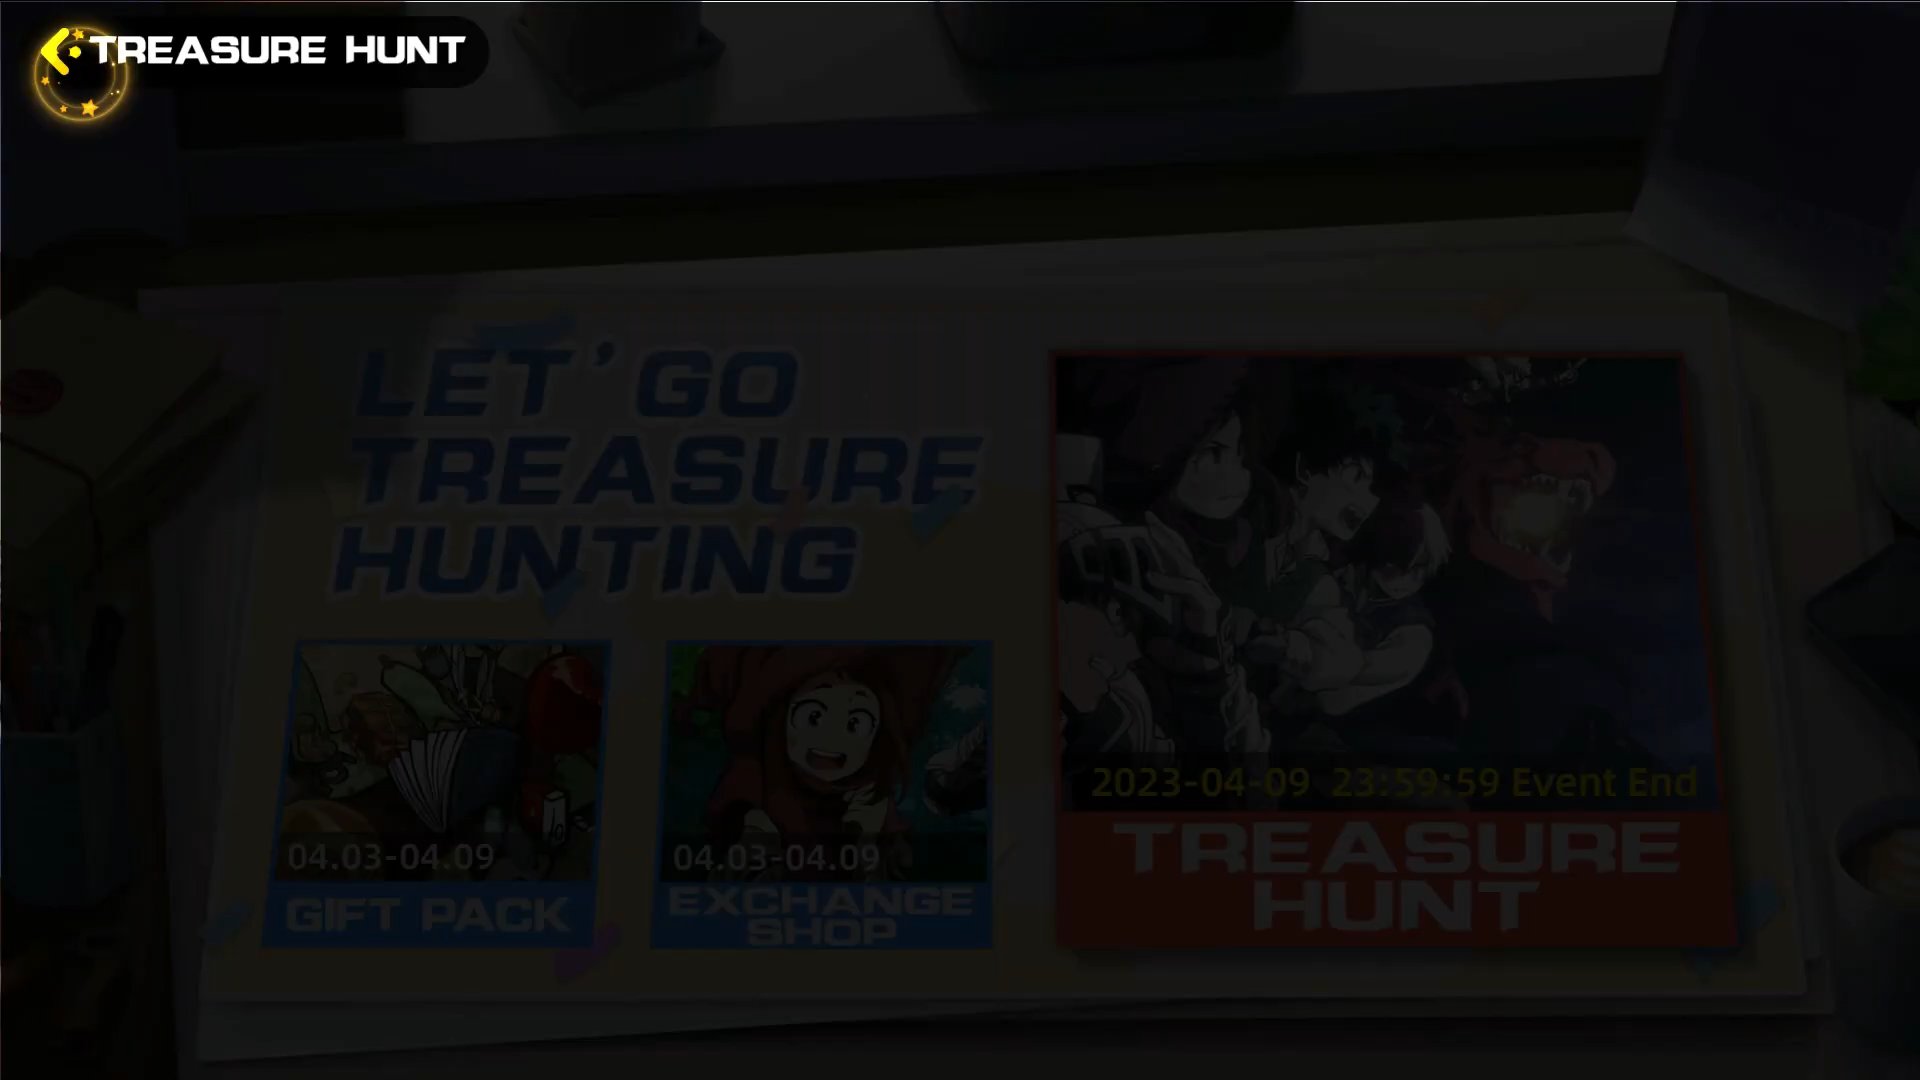 TREASURE HUNT
LET'GO
TREASURE
HUNTING
2023-04-09 23:59:59 Event End
TREASURE
HUNT
04.03-04.09
GIFT PACK
04.03-04.09
EXCHANGE
SHOP